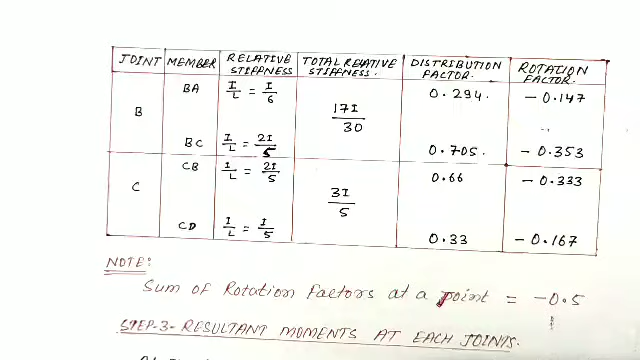 JOINT MEMBER RELATIVE STIFFNESS TOTAL RELATIVE STIFFNESS. DISTRIBUTION FACTOR. ROTATION FACTOR.
B BA I/L = I/6 17I/30 0.294. -0.147
BC I/L = 2I/5 0.705. -0.353
C CB I/L = 2I/5 3I/5 0.66 -0.333
CD I/L = I/5 0.33 -0.167
NOTE:
Sum of Rotation Factors at a point = -0.5
STEP-3- RESULTANT MOMENTS AT EACH JOINTS.